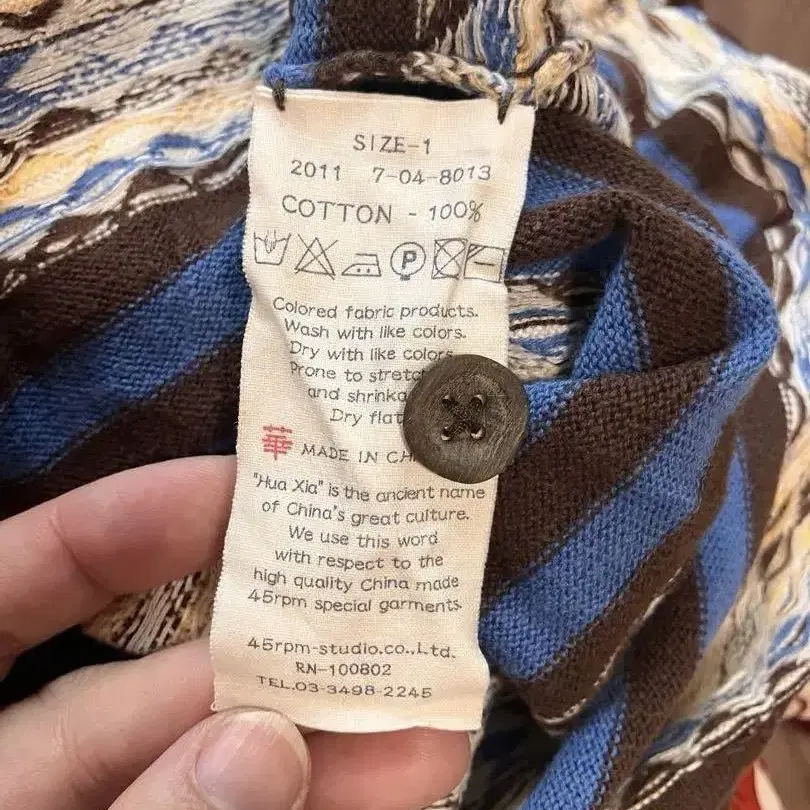 SIZE-1
2011 7-04-8013
COTTON - 100%
P
Colored fabric products.
Wash with like colors.
Dry with like colors
Prone to
and
Dry flat
華 MADE IN
"Hua Xia" is the ancient name
of China's great culture.
We use this word
with respect to the
high quality China made
45rpm special garments.
45rpm-studio.co.,Ltd.
RN-100802
TEL.03-3498-2245